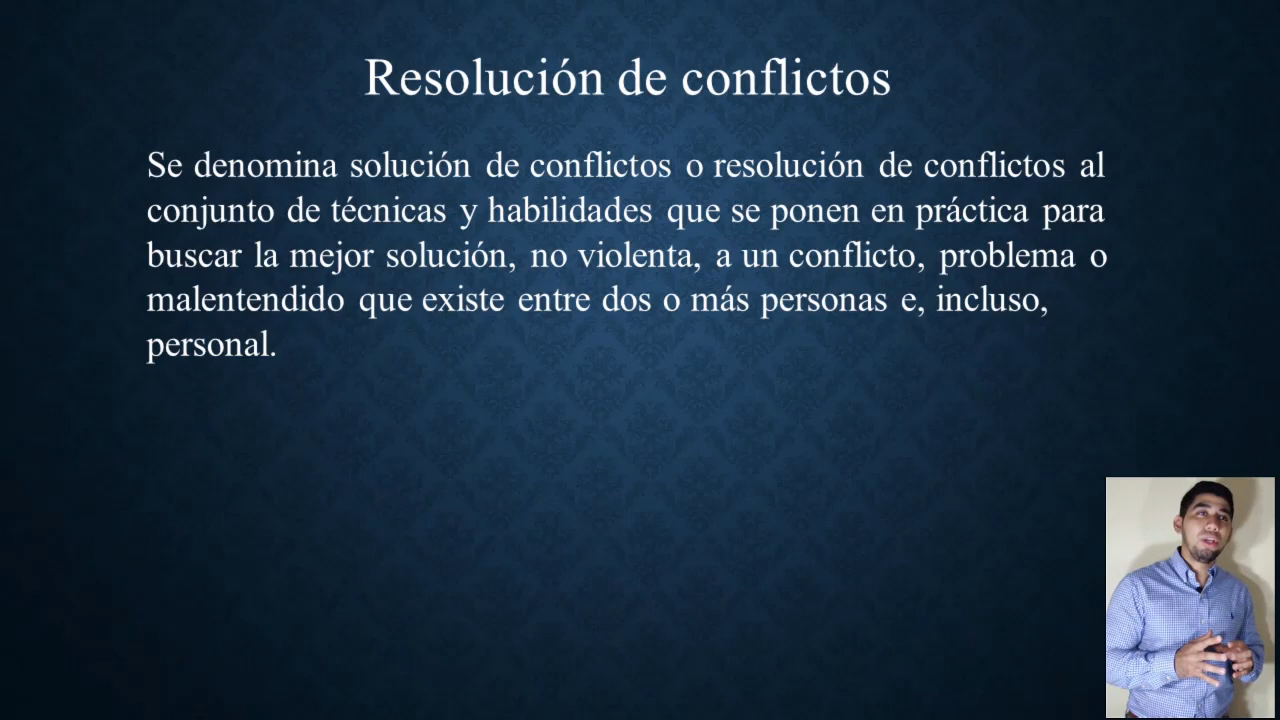 Resolución de conflictos
Se denomina solución de conflictos o resolución de conflictos al
conjunto de técnicas y habilidades que se ponen en práctica para
buscar la mejor solución, no violenta, a un conflicto, problema o
malentendido que existe entre dos o más personas e, incluso,
personal.